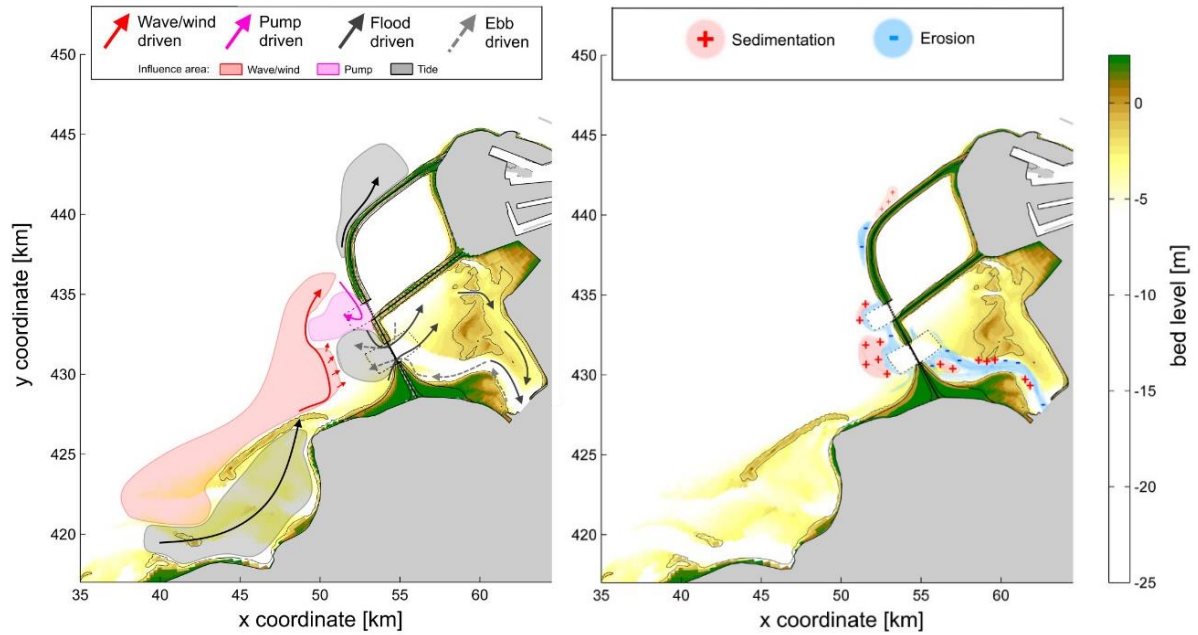 Wave/wind
driven
Pump
driven
Flood
driven
Ebb
driven
Influence area:
Wave/wind
Pump
Tide
450
445
440
435
430
425
420
35
40
45
50
55
60
x coordinate [km]
y coordinate [km]
+ Sedimentation
- Erosion
450
445
440
435
430
425
420
35
40
45
50
55
60
x coordinate [km]
0
-5
-10
-15
-20
-25
bed level [m]